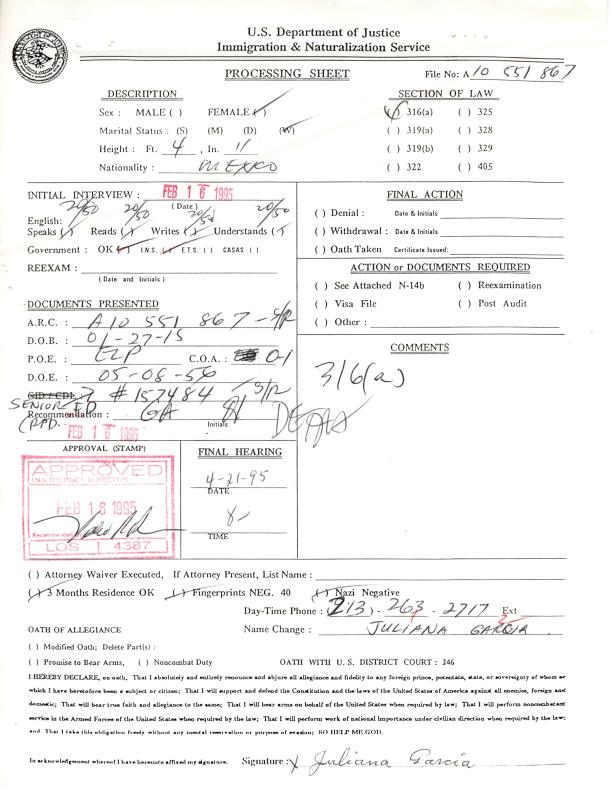 U.S. Department of Justice
Immigration & Naturalization Service
PROCESSING SHEET
File No: A 10 551 867
DESCRIPTION
SECTION OF LAW
Sex : MALE ( ) FEMALE (✓)
(✓) 316(a) ( ) 325
Marital Status : (S) (M) (D) (W)
( ) 319(a) ( ) 328
Height : Ft. 4 , In. 11
( ) 319(b) ( ) 329
Nationality : MEXICO
( ) 322 ( ) 405
INITIAL INTERVIEW : FEB 16 1995
(Date)
FINAL ACTION
20/50 20/50 20/50 20/50
English:
Speaks (✓) Reads (✓) Writes (✓) Understands (✓)
( ) Denial : Date & Initials
( ) Withdrawal : Date & Initials
Government : OK (✓) I.N.S. (✓) E.T.S. ( ) CASAS ( )
( ) Oath Taken Certificate Issued:
REEXAM :
( Date and Initials )
ACTION or DOCUMENTS REQUIRED
( ) See Attached N-14b ( ) Reexamination
( ) Visa File ( ) Post Audit
( ) Other :
DOCUMENTS PRESENTED
A.R.C. : A10 551 867 - S/R
D.O.B. : 01-27-15
P.O.E. : ELP C.O.A. : 0-1
D.O.E. : 05-08-56
COMMENTS
316(a)
CID / CDL : # 157484 S/R
SENIOR ID
Recommendation : GA
Initials
FEB 16 1995
APPROVAL (STAMP)
FINAL HEARING
APPROVED
INS DISTRICT DIRECTOR
FEB 16 1995
Recommended
LOS 4387
4-21-95
DATE
8-
TIME
( ) Attorney Waiver Executed, If Attorney Present, List Name :
(✓) 3 Months Residence OK (✓) Fingerprints NEG. 40 (✓) Nazi Negative
Day-Time Phone : (213) - 263 - 2717 Ext
OATH OF ALLEGIANCE
Name Change : JULIANA GARCIA
( ) Modified Oath; Delete Part(s) :
( ) Promise to Bear Arms, ( ) Noncombat Duty OATH WITH U.S. DISTRICT COURT : 246
I HEREBY DECLARE, on oath, That I absolutely and entirely renounce and abjure all allegiance and fidelity to any foreign prince, potentate, state, or sovereignty of whom or
which I have heretofore been a subject or citizen; That I will support and defend the Constitution and the laws of the United States of America against all enemies, foreign and
domestic; That will bear true faith and allegiance to the same; That I will bear arms on behalf of the United States when required by law; That I will perform noncombatant
service in the Armed Forces of the United States when required by the law; That I will perform work of national importance under civilian direction when required by the law;
and That I take this obligation freely without any mental reservation or purpose of evasion; SO HELP ME GOD.
In acknowledgement whereof I have hereunto affixed my signature. Signature : x Juliana Garcia